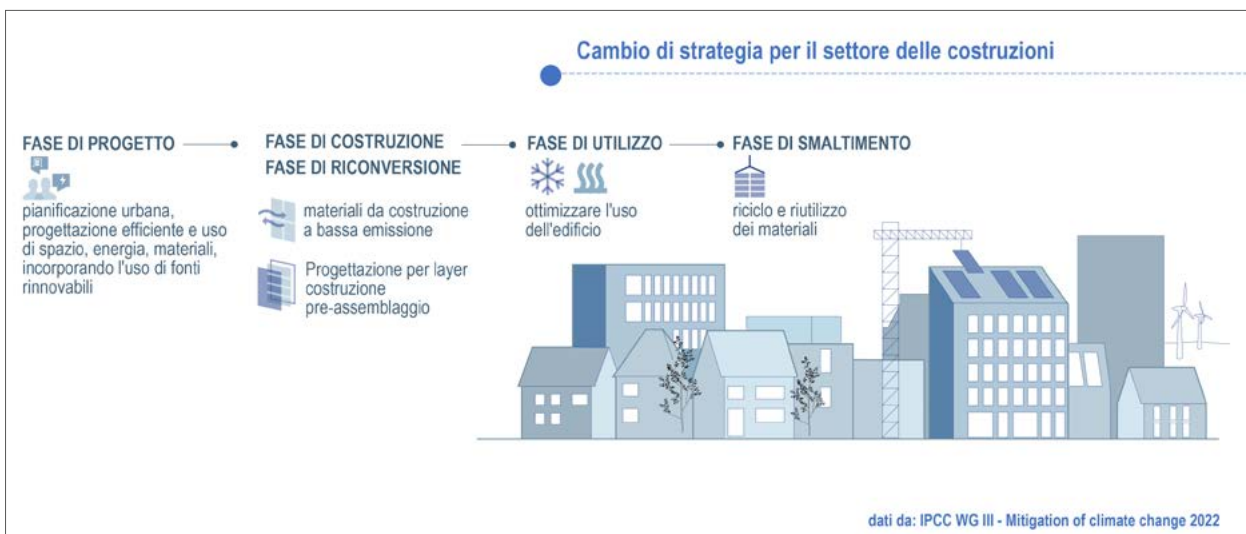 Cambio di strategia per il settore delle costruzioni
FASE DI PROGETTO
pianificazione urbana,
progettazione efficiente e uso
di spazio, energia, materiali,
incorporando l'uso di fonti
rinnovabili
FASE DI COSTRUZIONE
FASE DI RICONVERSIONE
materiali da costruzione
a bassa emissione
Progettazione per layer
costruzione
pre-assemblaggio
FASE DI UTILIZZO
ottimizzare l'uso
dell'edificio
FASE DI SMALTIMENTO
riciclo e riutilizzo
dei materiali
dati da: IPCC WG III - Mitigation of climate change 2022